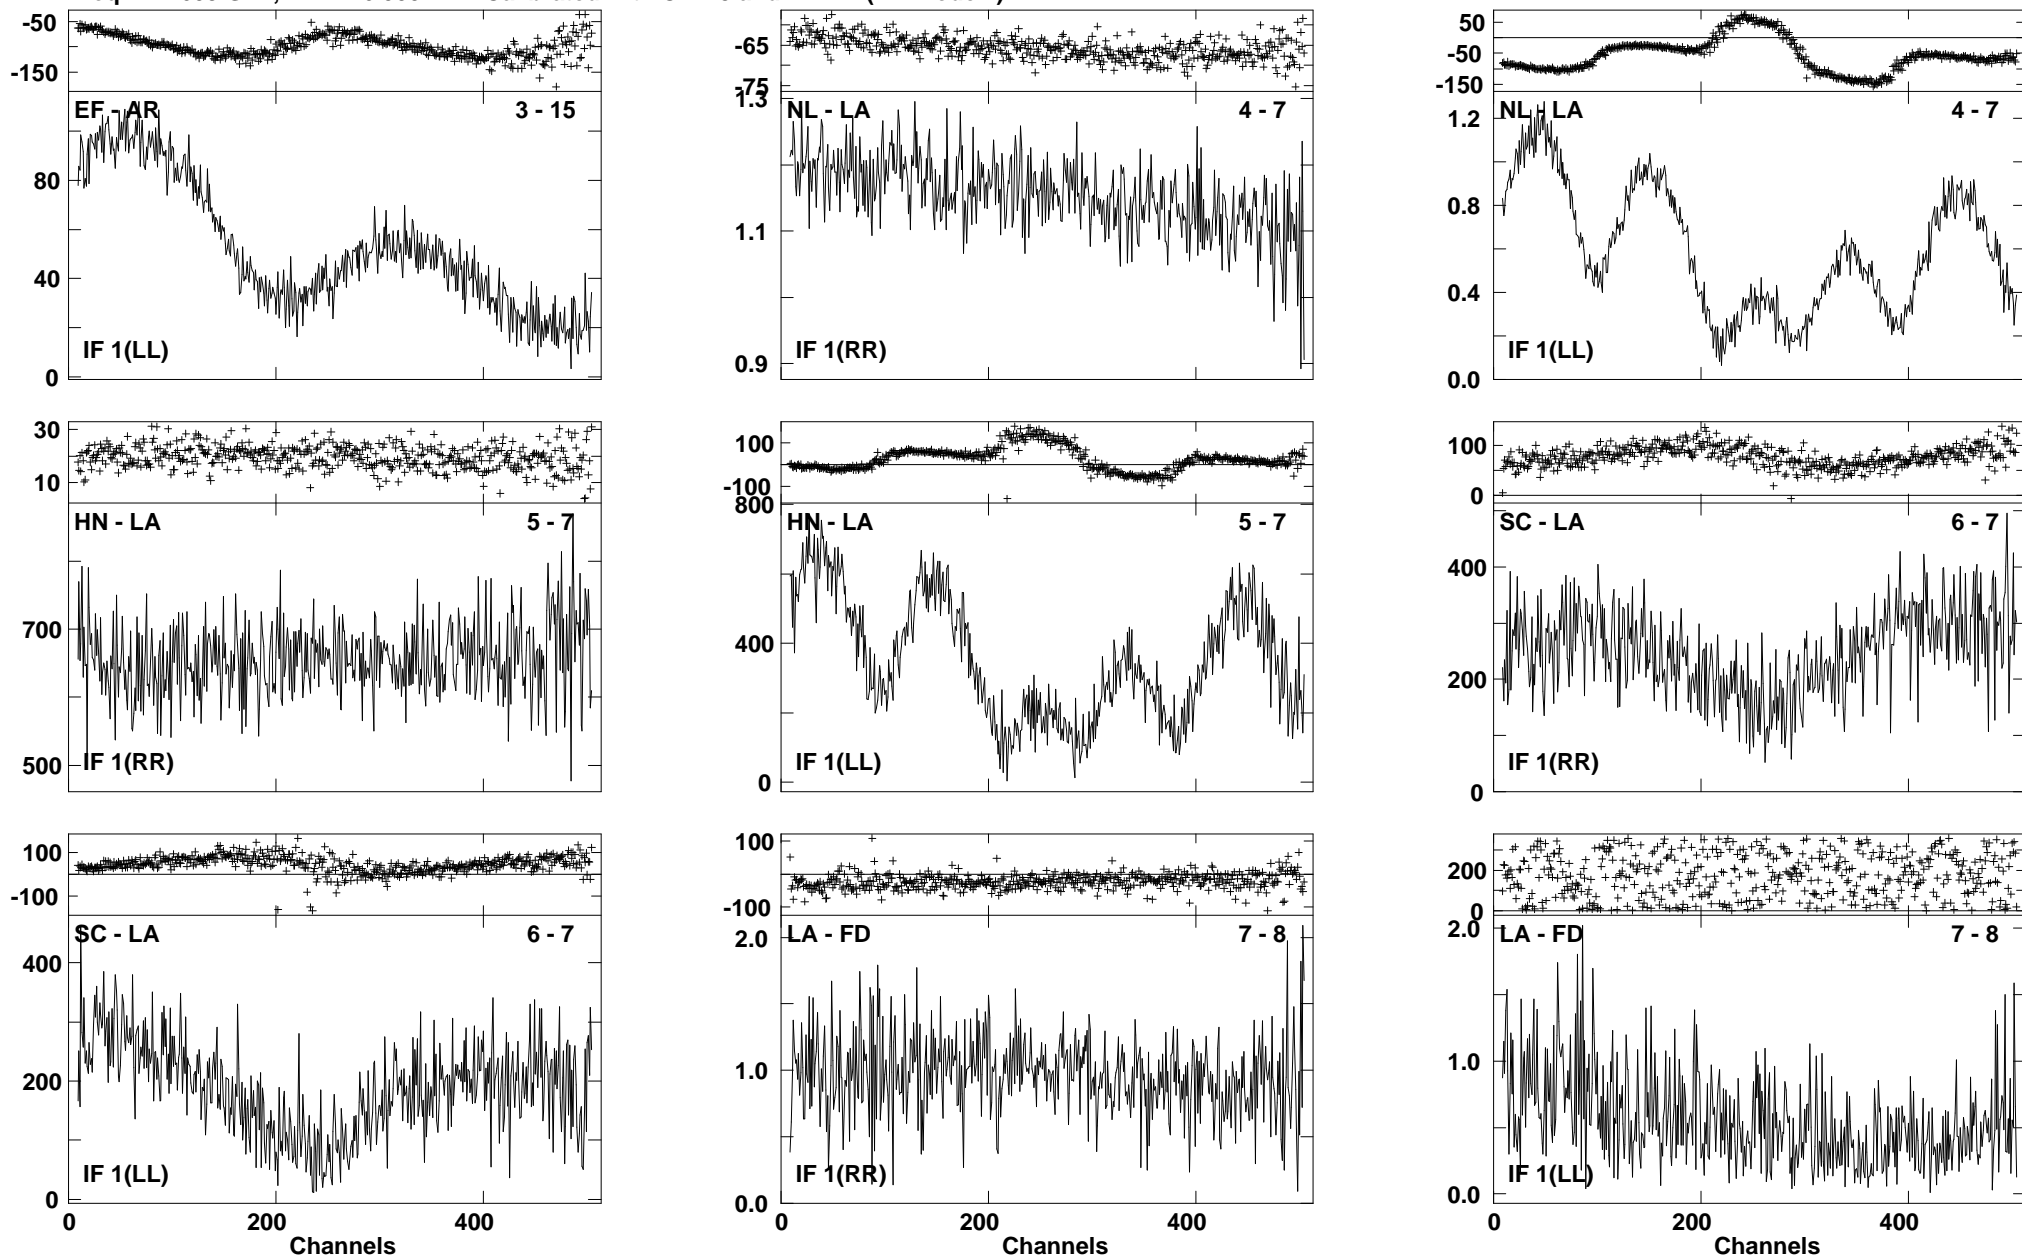 -50
-150
EF - AR 3 - 15
80
40
0
IF 1(LL)
-65
-75
1.3
NL - LA 4 - 7
1.1
0.9
IF 1(RR)
50
-50
-150
NL - LA 4 - 7
1.2
0.8
0.4
0.0
IF 1(LL)
30
10
HN - LA 5 - 7
700
500
IF 1(RR)
100
-100
800
HN - LA 5 - 7
400
0
IF 1(LL)
100
0
SC - LA 6 - 7
400
200
0
IF 1(RR)
100
-100
SC - LA 6 - 7
400
200
0
IF 1(LL)
0 200 400
Channels
100
-100
LA - FD 7 - 8
2.0
1.0
0.0
IF 1(RR)
0 200 400
Channels
200
0
LA - FD 7 - 8
2.0
1.0
0.0
IF 1(LL)
0 200 400
Channels